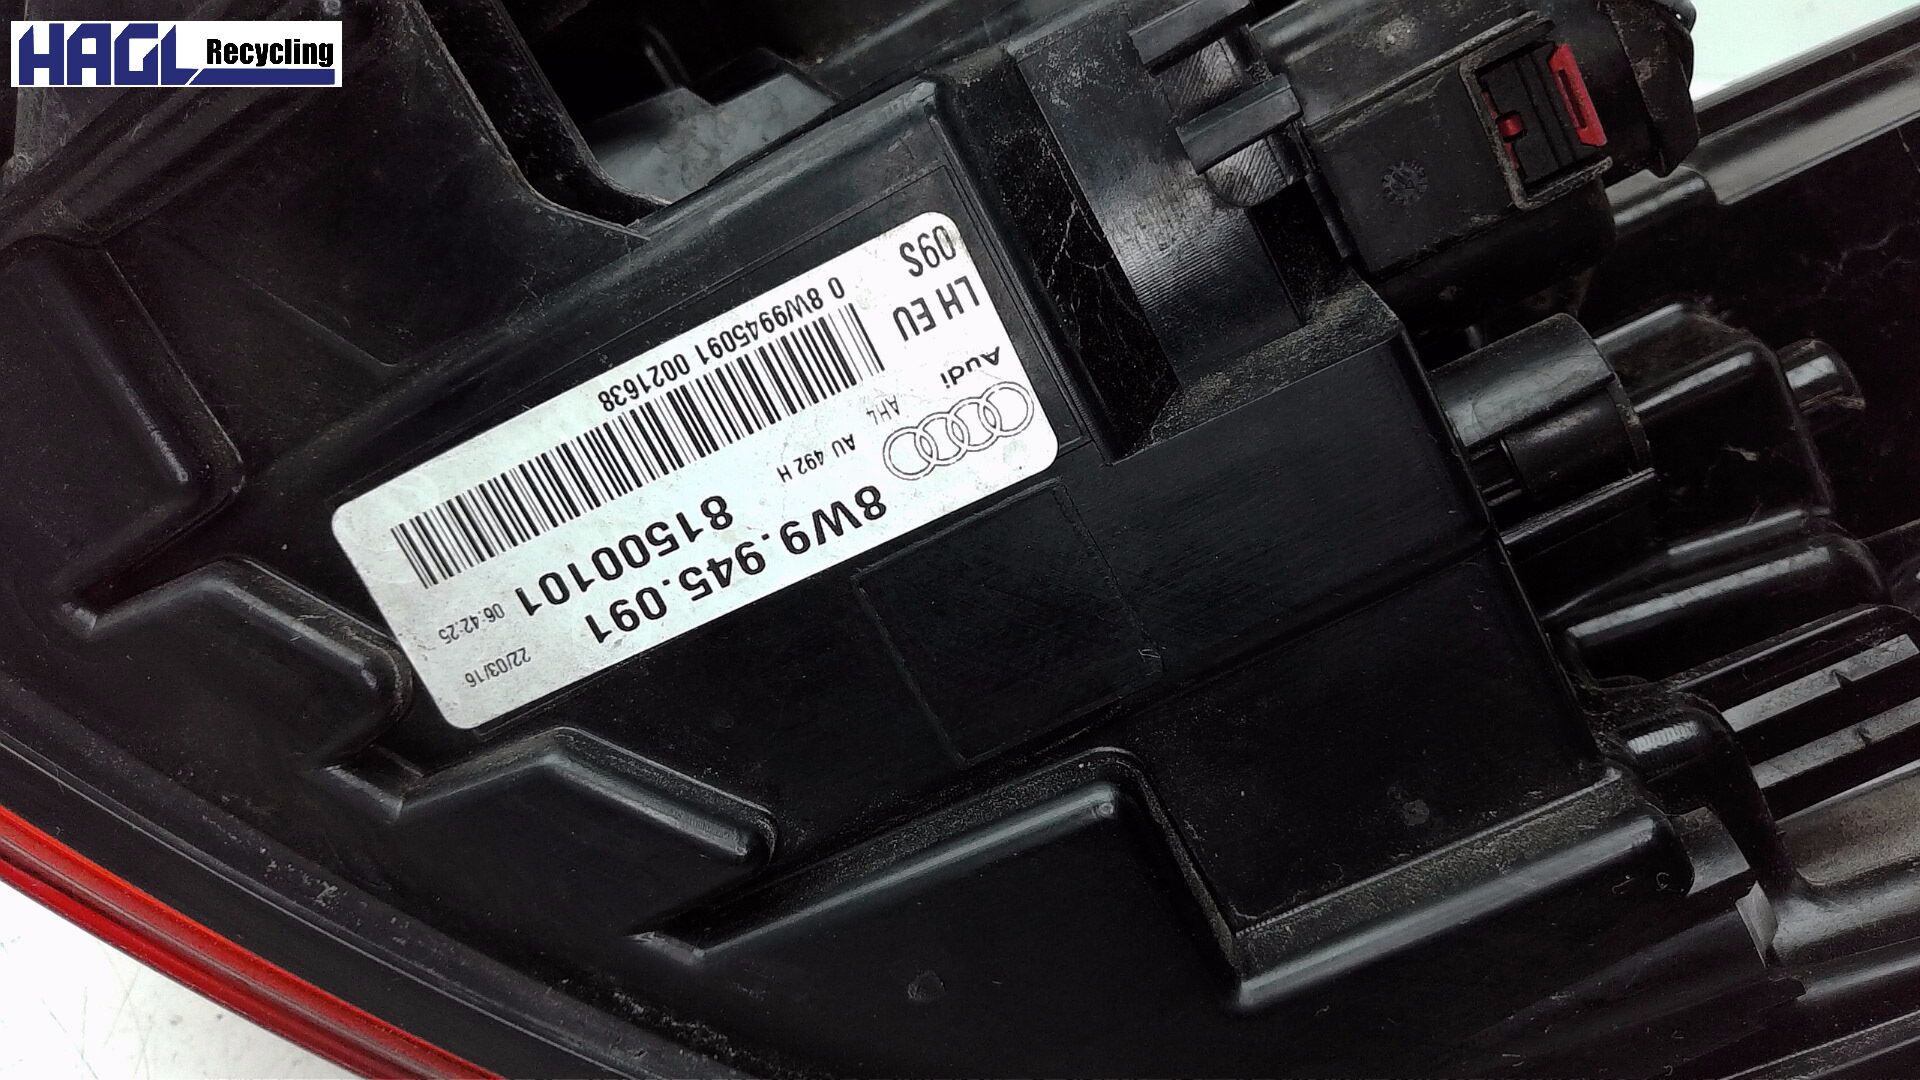 HAGL Recycling
22/03/16 06:42:25
8W9.945.091
81500101
AU 492 H
AH4
Audi
LH EU
09S
0 8W9945091 0021638